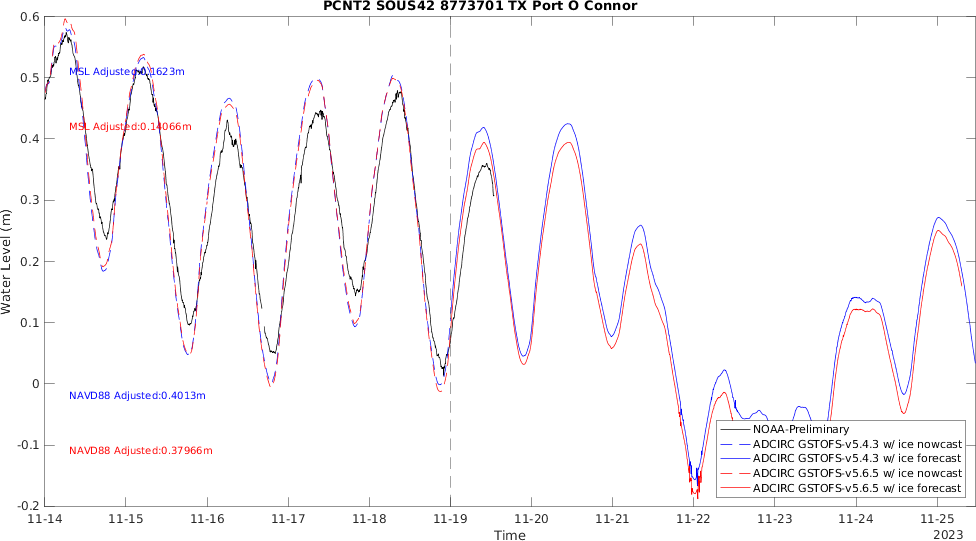 PCNT2 SOUS42 8773701 TX Port O Connor
0.6
0.5
0.4
0.3
0.2
0.1
0
-0.1
-0.2
Water Level (m)
MSL Adjusted:0.1623m
MSL Adjusted:0.14066m
NAVD88 Adjusted:0.4013m
NAVD88 Adjusted:0.37966m
NOAA-Preliminary
ADCIRC GSTOFS-v5.4.3 w/ ice nowcast
ADCIRC GSTOFS-v5.4.3 w/ ice forecast
ADCIRC GSTOFS-v5.6.5 w/ ice nowcast
ADCIRC GSTOFS-v5.6.5 w/ ice forecast
11-14 11-15 11-16 11-17 11-18 11-19 11-20 11-21 11-22 11-23 11-24 11-25
Time
2023